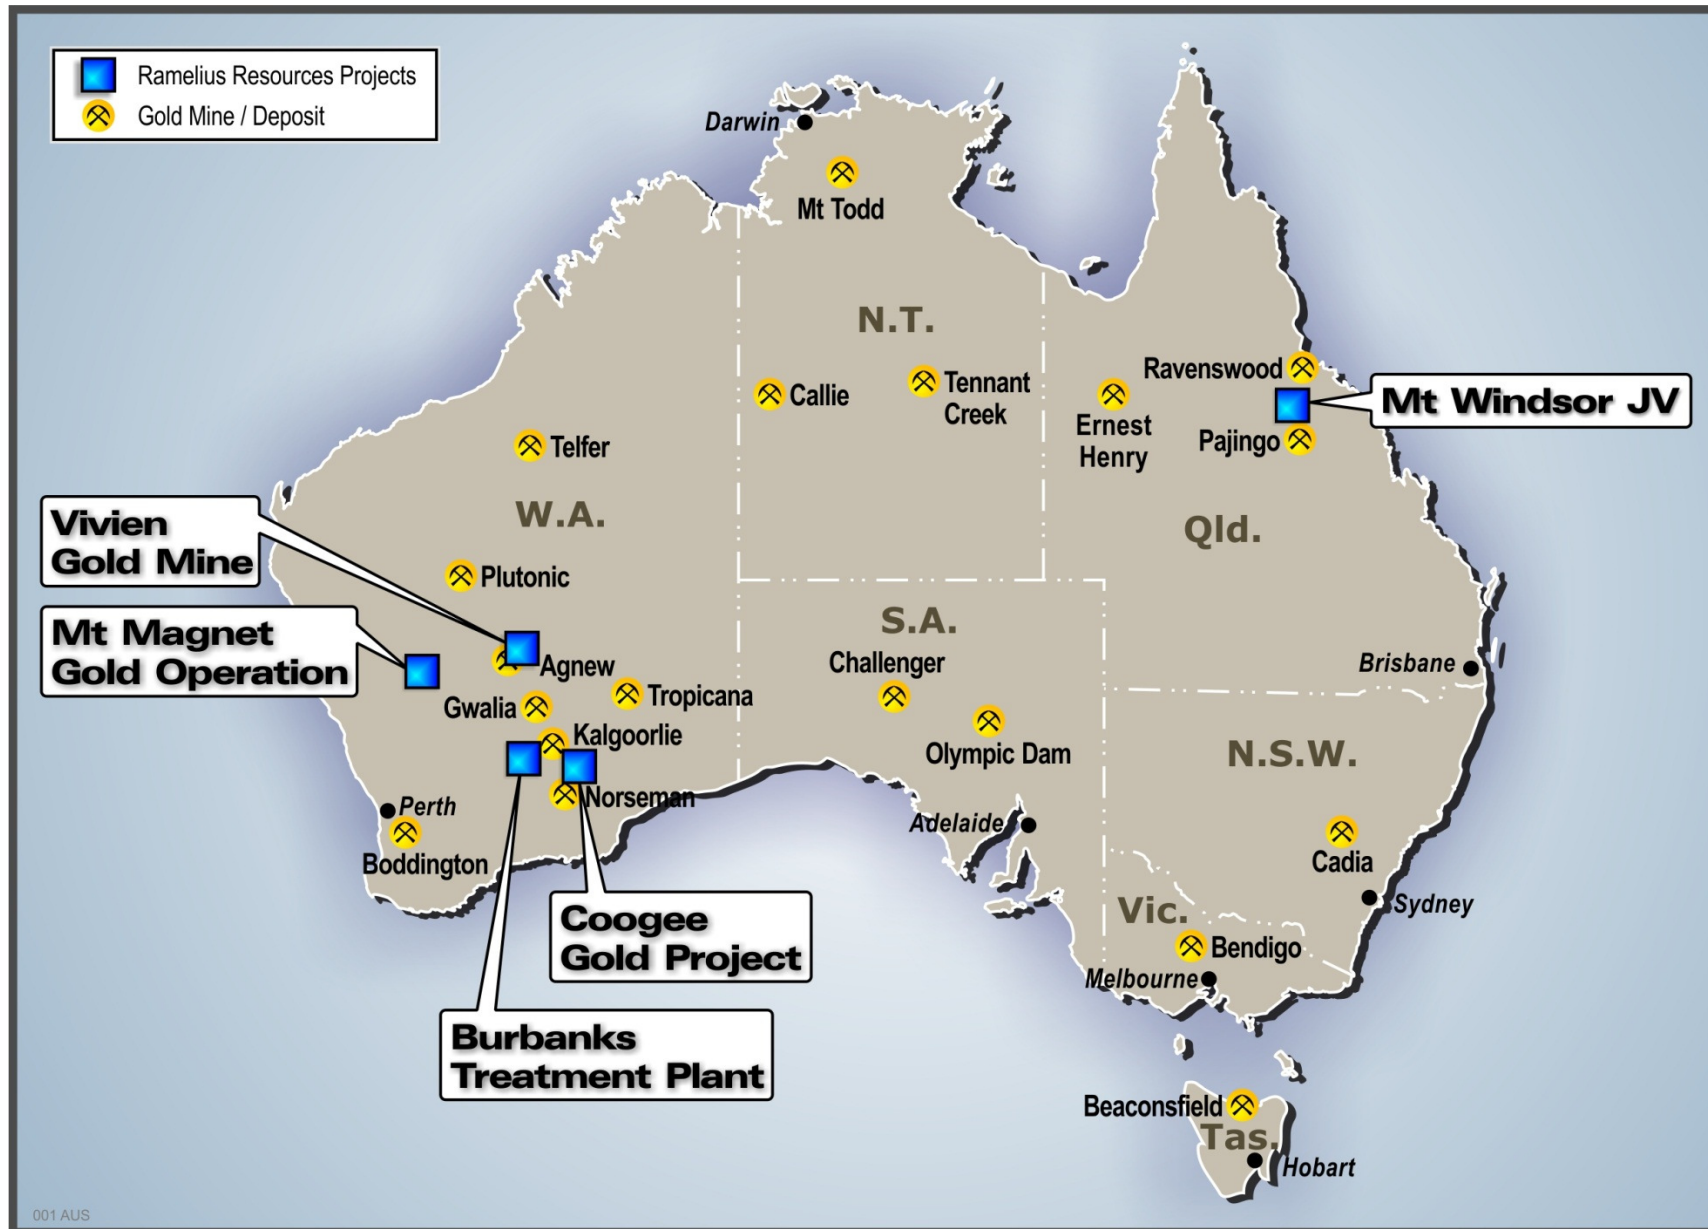 Ramelius Resources Projects
Gold Mine / Deposit
Darwin
Mt Todd
N.T.
Ravenswood
Mt Windsor JV
Callie
Tennant
Creek
Ernest
Henry
Pajingo
Telfer
W.A.
Qld.
Vivien
Gold Mine
Plutonic
Mt Magnet
Gold Operation
Agnew
S.A.
Challenger
Brisbane
Gwalia
Tropicana
Kalgoorlie
Olympic Dam
N.S.W.
Norseman
Perth
Boddington
Adelaide
Cadia
Coogee
Gold Project
Vic.
Sydney
Bendigo
Melbourne
Burbanks
Treatment Plant
Beaconsfield
Tas.
Hobart
001 AUS